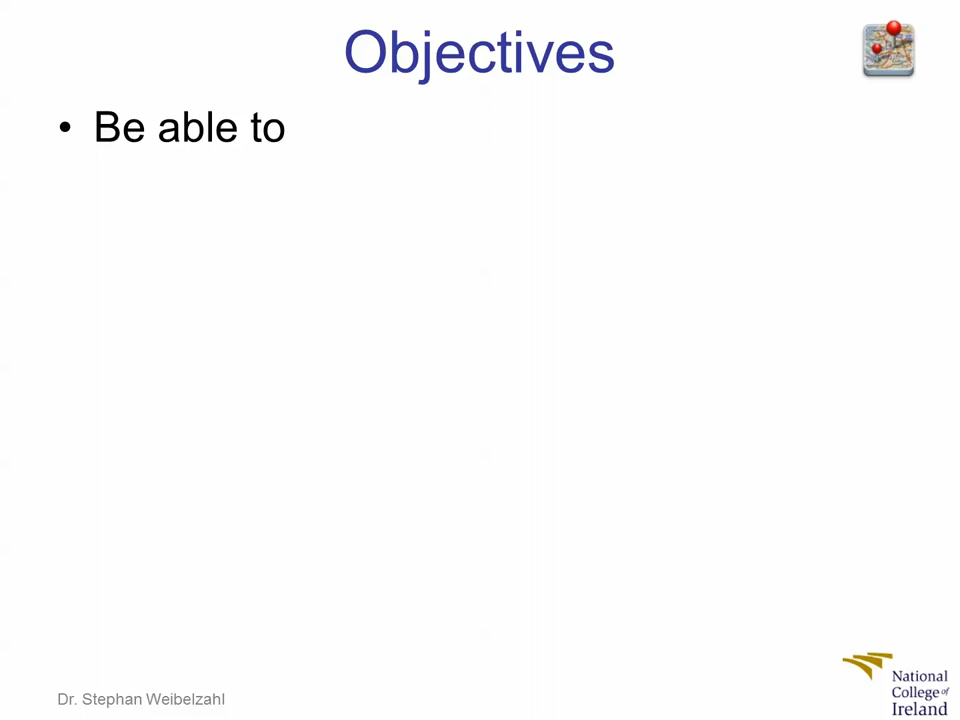 Objectives
• Be able to
Dr. Stephan Weibelzahl
National
College of
Ireland